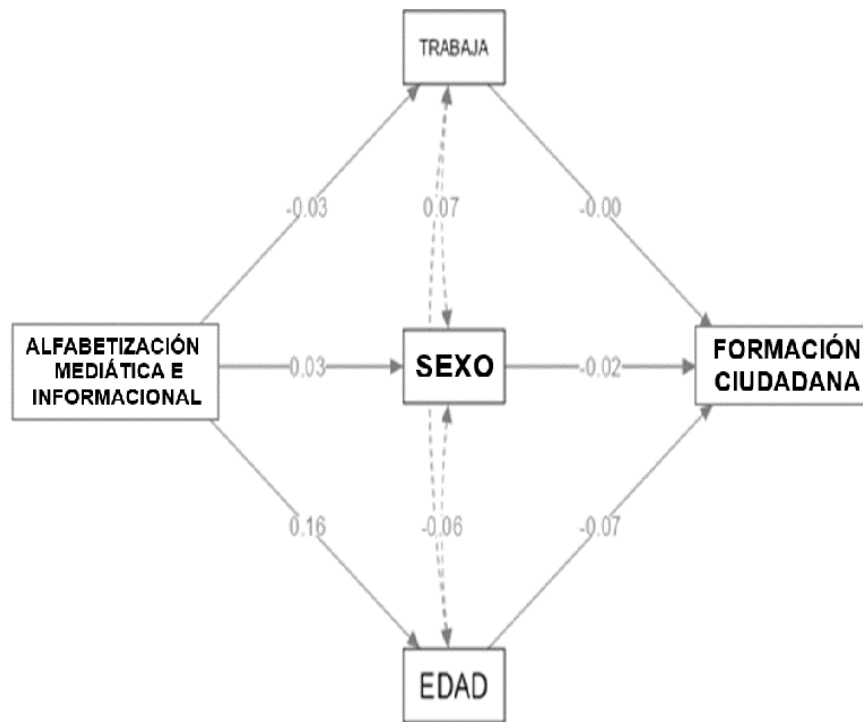 TRABAJA
-0.03
0.07
-0.00
ALFABETIZACIÓN
MEDIÁTICA E
INFORMACIONAL
0.03
SEXO
-0.02
FORMACIÓN
CIUDADANA
0.16
-0.06
-0.07
EDAD